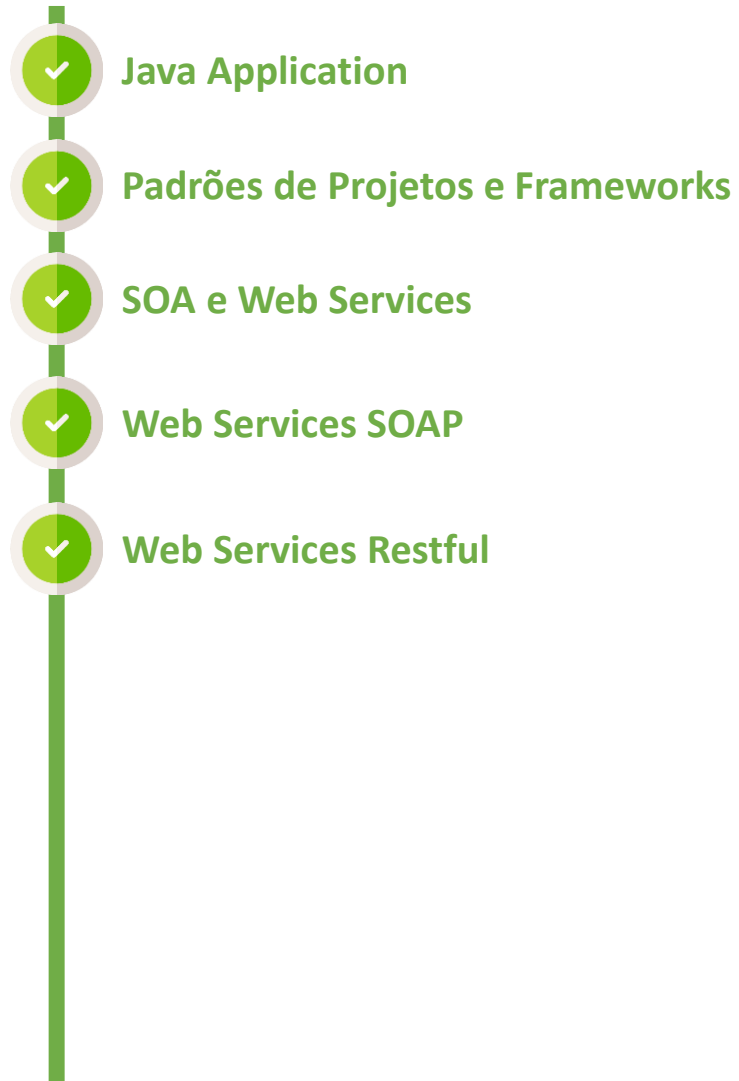 Java Application
Padrões de Projetos e Frameworks
SOA e Web Services
Web Services SOAP
Web Services Restful